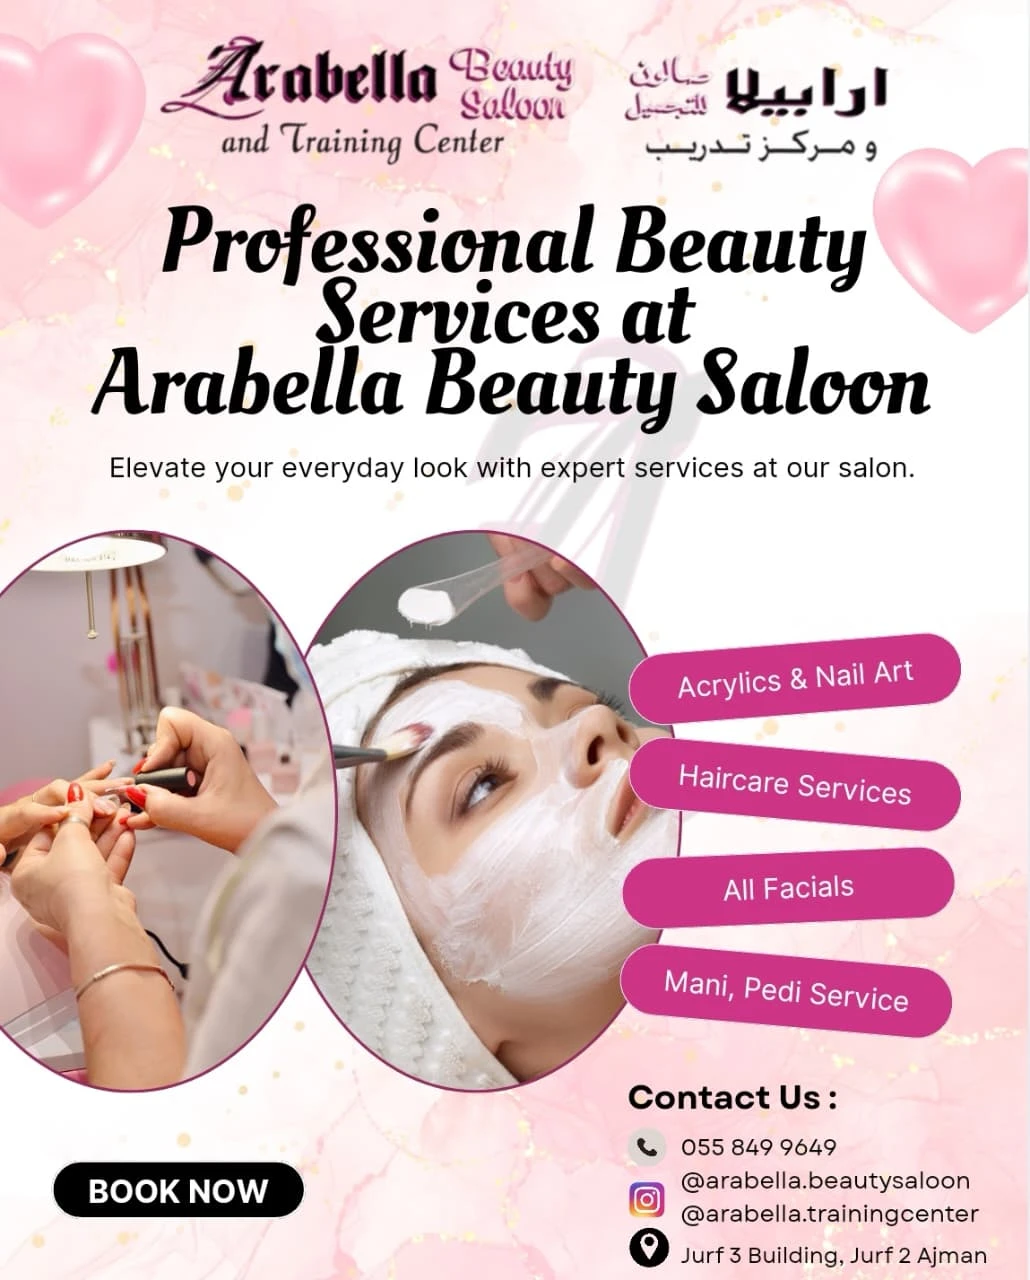 Arabella Beauty Saloon
and Training Center
ارابيلا صالون للتجميل
و مركز تدريب
Professional Beauty
Services at
Arabella Beauty Saloon
Elevate your everyday look with expert services at our salon.
Acrylics & Nail Art
Haircare Services
All Facials
Mani, Pedi Service
Contact Us :
055 849 9649
@arabella.beautysaloon
@arabella.trainingcenter
Jurf 3 Building, Jurf 2 Ajman
BOOK NOW